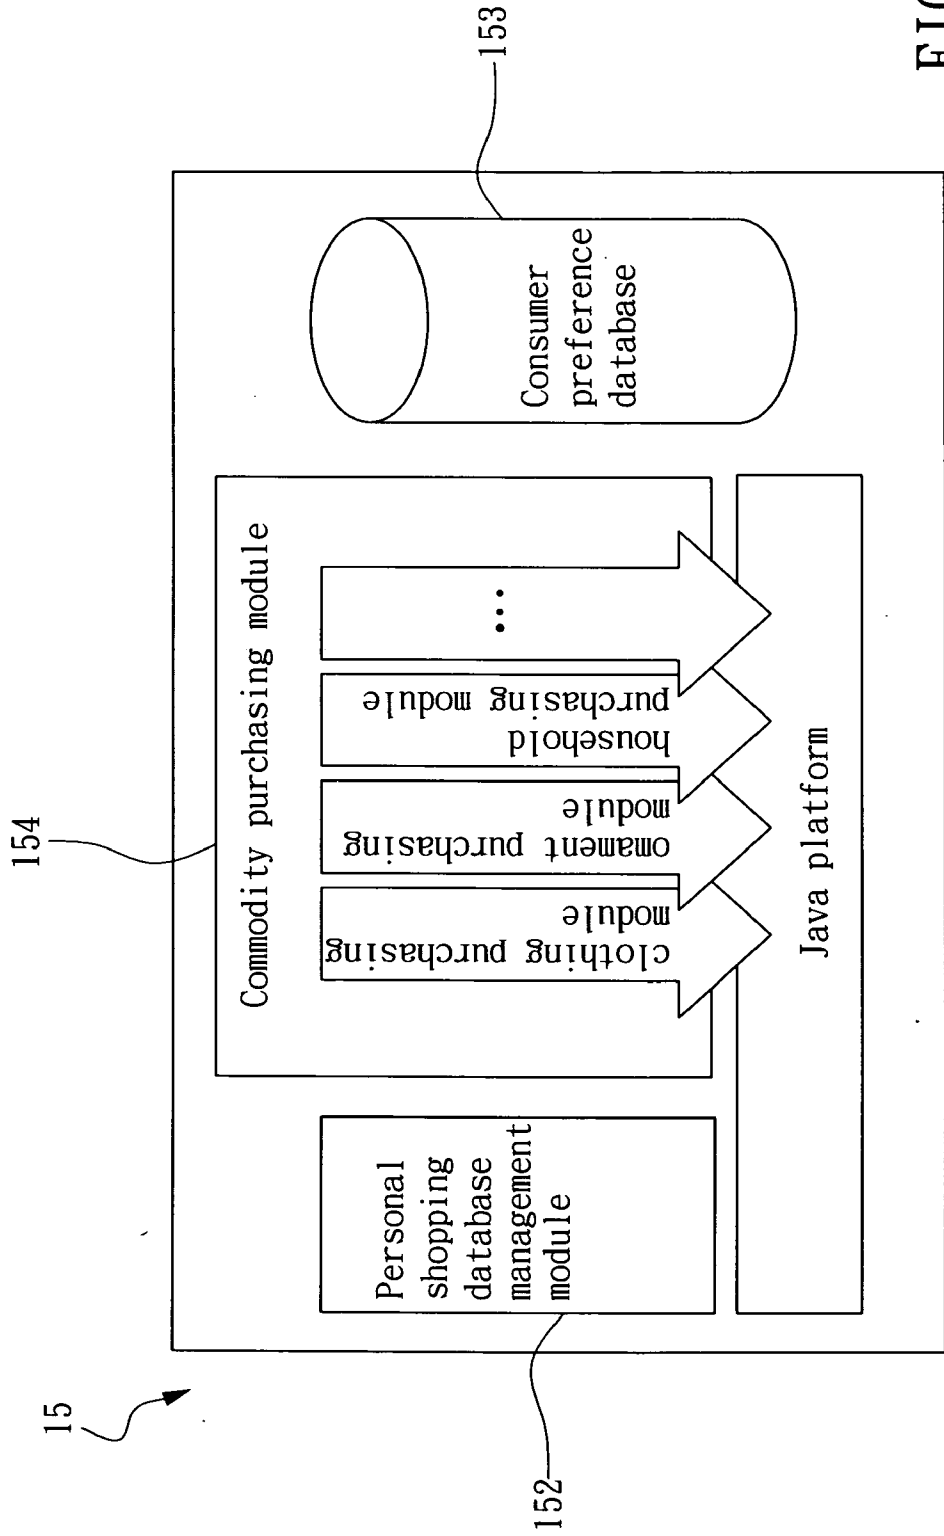 15
154
153
152
Commodity purchasing module
Personal
shopping
database
management
module
clothing purchasing
module
omament purchasing
module
household
purchasing module
...
Consumer
preference
database
Java platform